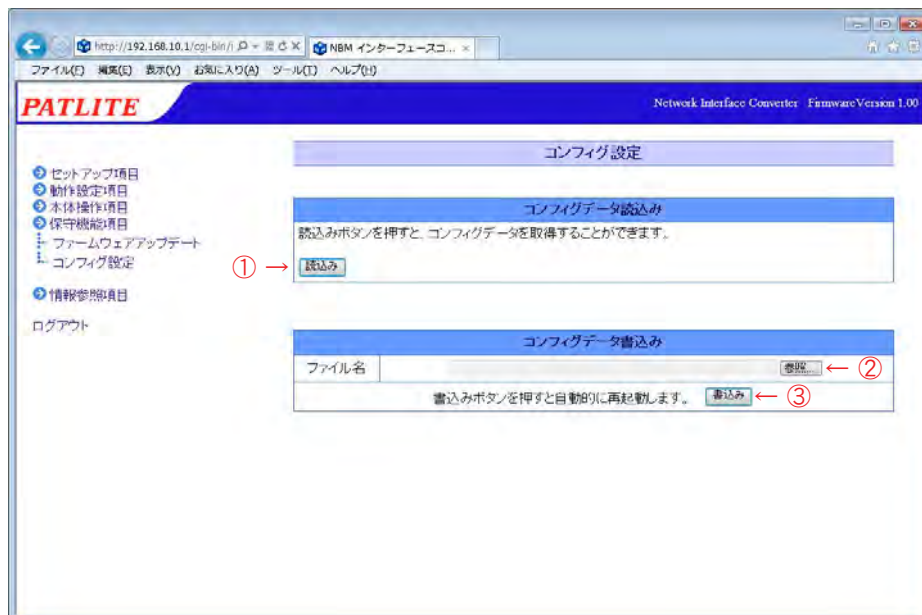 http://192.168.10.1/cgi-bin/i
NBM インターフェースコ... ×
ファイル(F) 編集(E) 表示(V) お気に入り(A) ツール(T) ヘルプ(H)
PATLITE
Network Interface Converter FirmwareVersion 1.00
コンフィグ設定
セットアップ項目
動作設定項目
本体操作項目
保守機能項目
ファームウェアアップデート
コンフィグ設定
情報参照項目
ログアウト
コンフィグデータ読込み
読込みボタンを押すと、コンフィグデータを取得することができます。
① → 読込み
コンフィグデータ書込み
ファイル名 参照... ← ②
書込みボタンを押すと自動的に再起動します。 書込み ← ③